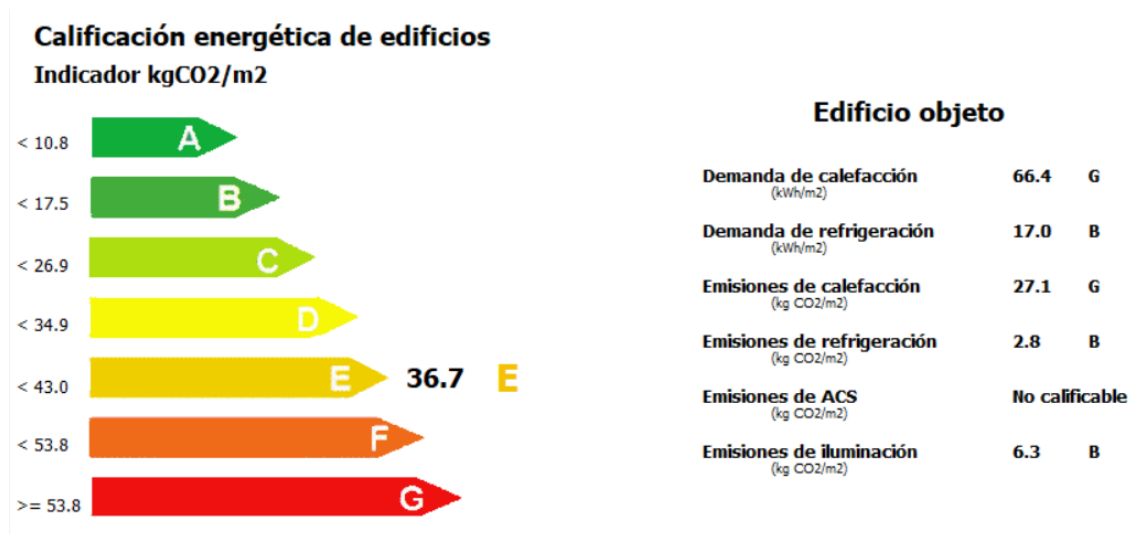 Calificación energética de edificios
Indicador kgCO2/m2
< 10.8 A
< 17.5 B
< 26.9 C
< 34.9 D
< 43.0 E 36.7 E
< 53.8 F
>= 53.8 G
Edificio objeto
Demanda de calefacción 66.4 G
(kWh/m2)
Demanda de refrigeración 17.0 B
(kWh/m2)
Emisiones de calefacción 27.1 G
(kg CO2/m2)
Emisiones de refrigeración 2.8 B
(kg CO2/m2)
Emisiones de ACS No calificable
(kg CO2/m2)
Emisiones de iluminación 6.3 B
(kg CO2/m2)